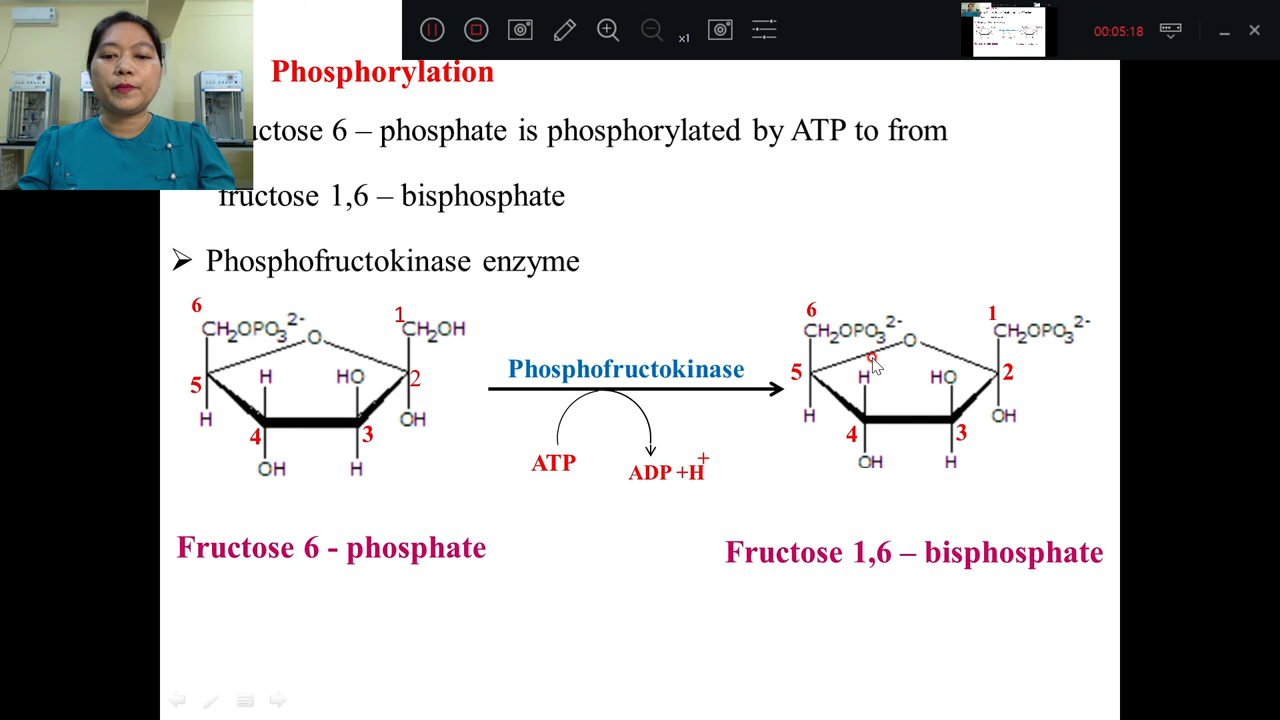 x1
00:05:18
Phosphorylation
uctose 6 – phosphate is phosphorylated by ATP to from
fructose 1,6 – bisphosphate
➢ Phosphofructokinase enzyme
6 1
CH2OPO3 2- O CH2OH
5 H HO 2
H OH
4 3
OH H
Phosphofructokinase
ATP ADP +H+
6 1
CH2OPO3 2- O CH2OPO3 2-
5 H HO 2
H OH
4 3
OH H
Fructose 6 - phosphate
Fructose 1,6 – bisphosphate